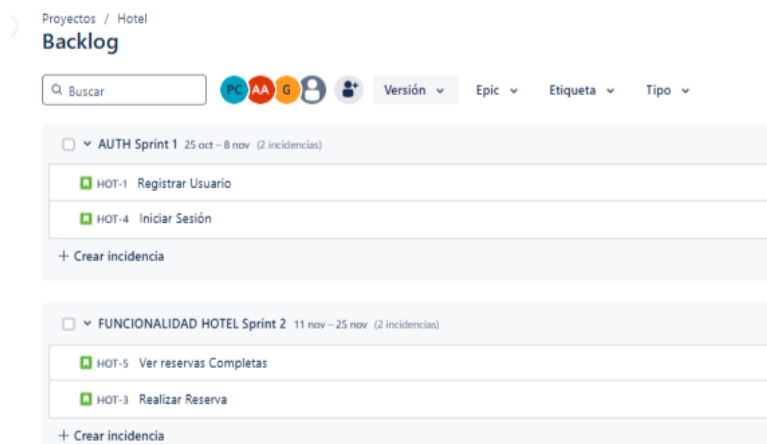 Proyectos / Hotel
Backlog
Buscar
PC AA G
Versión
Epic
Etiqueta
Tipo
AUTH Sprint 1 25 oct – 8 nov (2 incidencias)
HOT-1 Registrar Usuario
HOT-4 Iniciar Sesión
+ Crear incidencia
FUNCIONALIDAD HOTEL Sprint 2 11 nov – 25 nov (2 incidencias)
HOT-5 Ver reservas Completas
HOT-3 Realizar Reserva
+ Crear incidencia